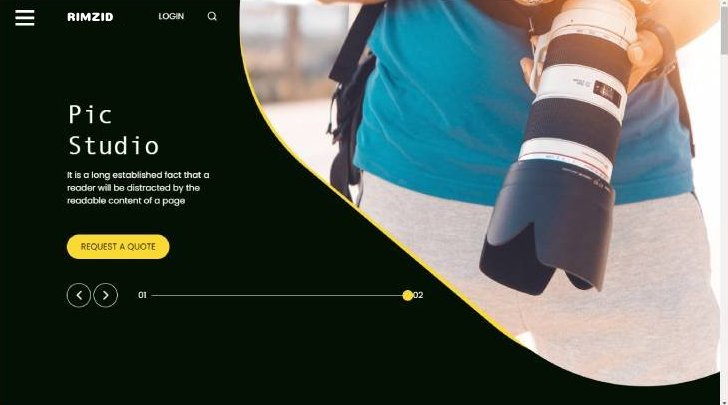 RIMZID
LOGIN
Pic
Studio
It is a long established fact that a
reader will be distracted by the
readable content of a page
REQUEST A QUOTE
01
02